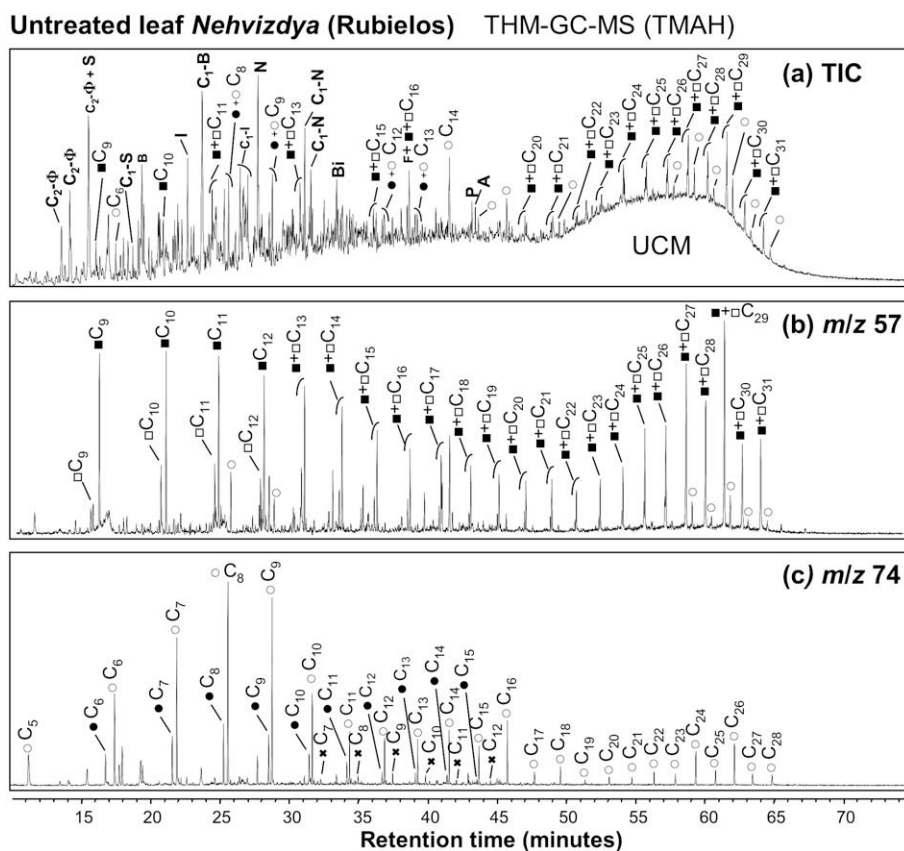 Untreated leaf Nehvizdya (Rubielos) THM-GC-MS (TMAH)
(a) TIC
C₂-Φ
C₂-Φ
C₂-Φ + S
■ C₉
○ C₆
C₁-S
B
■ C₁₀
I
C₁-B
■+□ C₁₁
●+○ C₈
C₁-I
N
●+○ C₉
■+□ C₁₃
C₁-N
C₁-N
Bi
■+□ C₁₅
●+○ C₁₂
F+■+□ C₁₆
●+○ C₁₃
○ C₁₄
P
A
○
○
■+□ C₂₀
■+□ C₂₁
○
■+□ C₂₂
■+□ C₂₃
■+□ C₂₄
■+□ C₂₅
■+□ C₂₆
○
■+□ C₂₇
○
■+□ C₂₈
○
■+□ C₂₉
○
■+□ C₃₀
○
■+□ C₃₁
○
UCM
(b) m/z 57
□ C₉
■ C₉
□ C₁₀
■ C₁₀
□ C₁₁
■ C₁₁
○
□ C₁₂
■ C₁₂
○
■+□ C₁₃
■+□ C₁₄
■+□ C₁₅
■+□ C₁₆
■+□ C₁₇
■+□ C₁₈
■+□ C₁₉
■+□ C₂₀
■+□ C₂₁
■+□ C₂₂
■+□ C₂₃
■+□ C₂₄
■+□ C₂₅
■+□ C₂₆
■+□ C₂₇
○
■+□ C₂₈
○
■+□ C₂₉
○
■+□ C₃₀
○
■+□ C₃₁
○
(c) m/z 74
○ C₅
● C₆
○ C₆
● C₇
○ C₇
● C₈
○ C₈
● C₉
○ C₉
● C₁₀
○ C₁₀
✖ C₇
● C₁₁
○ C₁₁
✖ C₈
● C₁₂
○ C₁₂
✖ C₉
● C₁₃
○ C₁₃
✖ C₁₀
● C₁₄
○ C₁₄
✖ C₁₁
● C₁₅
○ C₁₅
✖ C₁₂
○ C₁₆
○ C₁₇
○ C₁₈
○ C₁₉
○ C₂₀
○ C₂₁
○ C₂₂
○ C₂₃
○ C₂₄
○ C₂₅
○ C₂₆
○ C₂₇
○ C₂₈
15 20 25 30 35 40 45 50 55 60 65 70
Retention time (minutes)